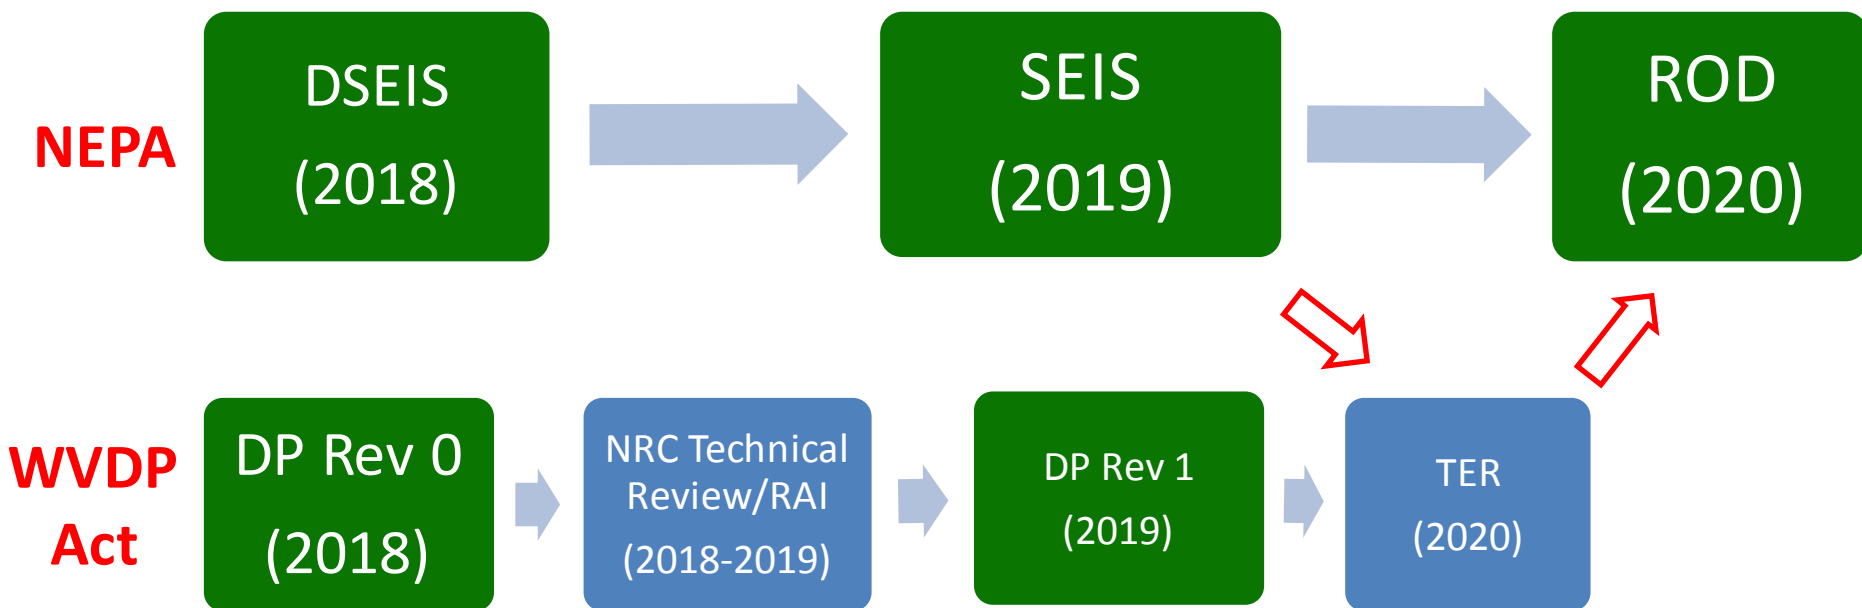 NEPA
DSEIS
(2018)
SEIS
(2019)
ROD
(2020)
WVDP
Act
DP Rev 0
(2018)
NRC Technical
Review/RAI
(2018-2019)
DP Rev 1
(2019)
TER
(2020)